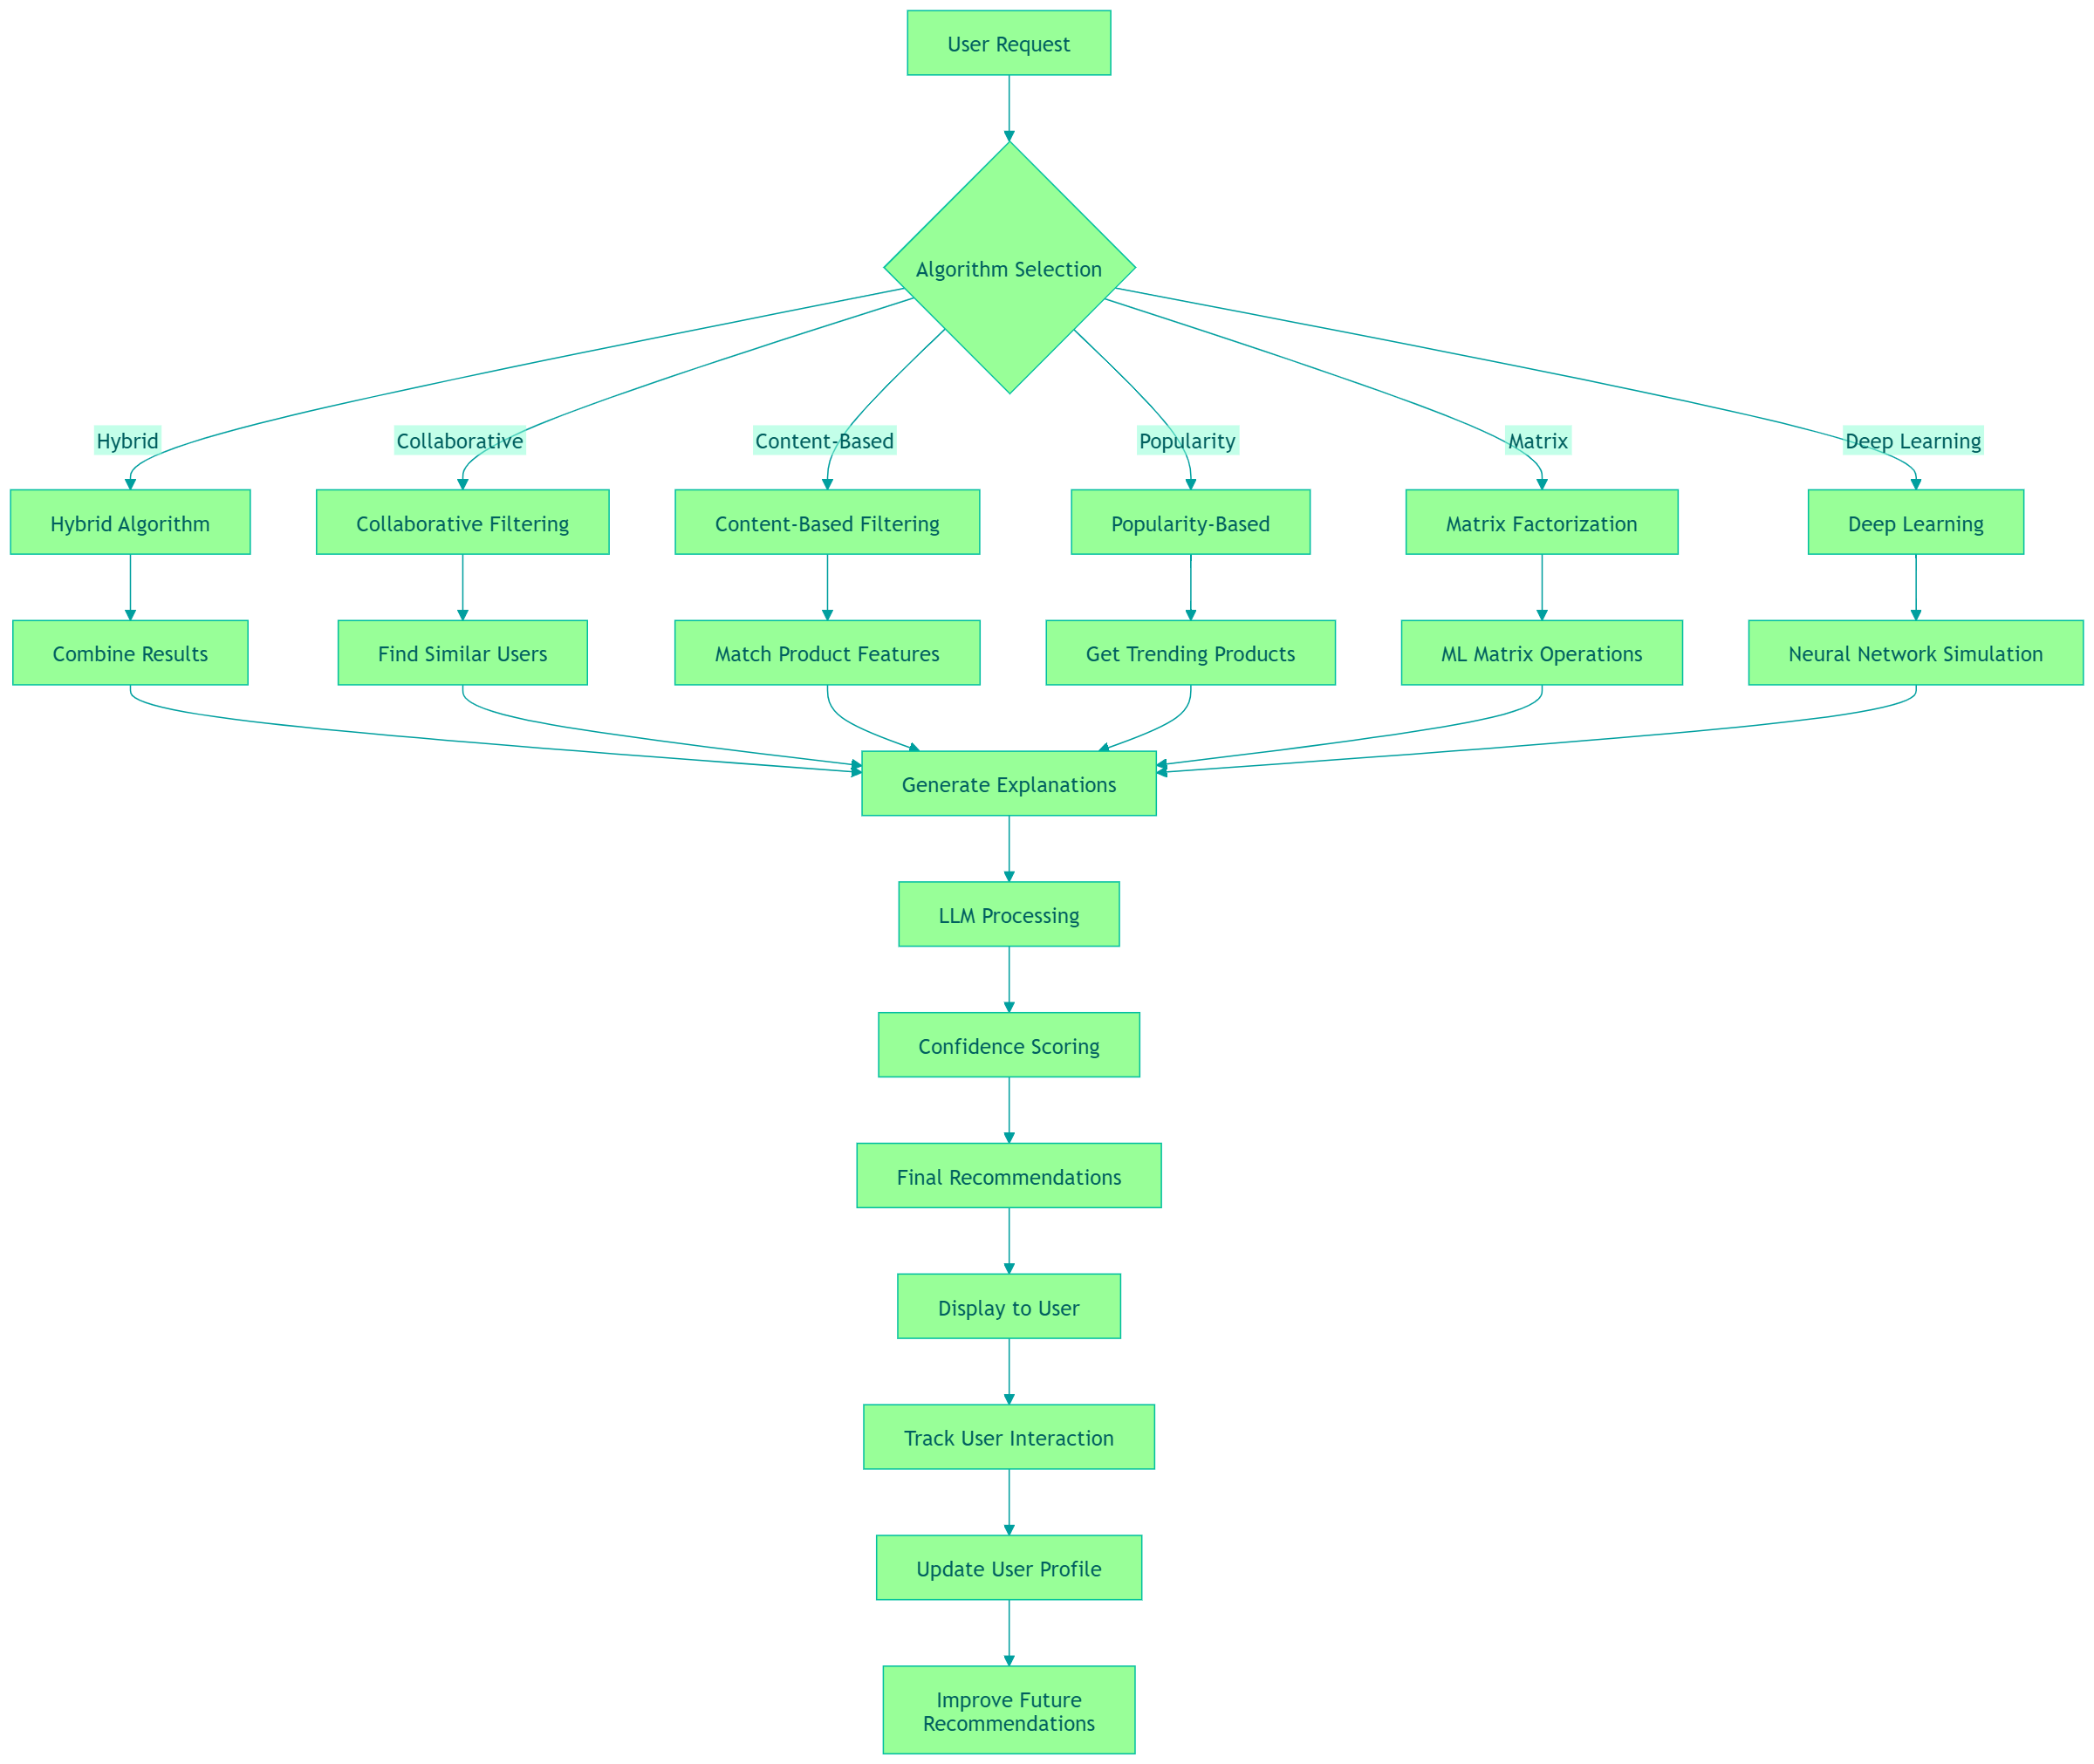 User Request
Algorithm Selection
Hybrid
Collaborative
Content-Based
Popularity
Matrix
Deep Learning
Hybrid Algorithm
Collaborative Filtering
Content-Based Filtering
Popularity-Based
Matrix Factorization
Deep Learning
Combine Results
Find Similar Users
Match Product Features
Get Trending Products
ML Matrix Operations
Neural Network Simulation
Generate Explanations
LLM Processing
Confidence Scoring
Final Recommendations
Display to User
Track User Interaction
Update User Profile
Improve Future
Recommendations